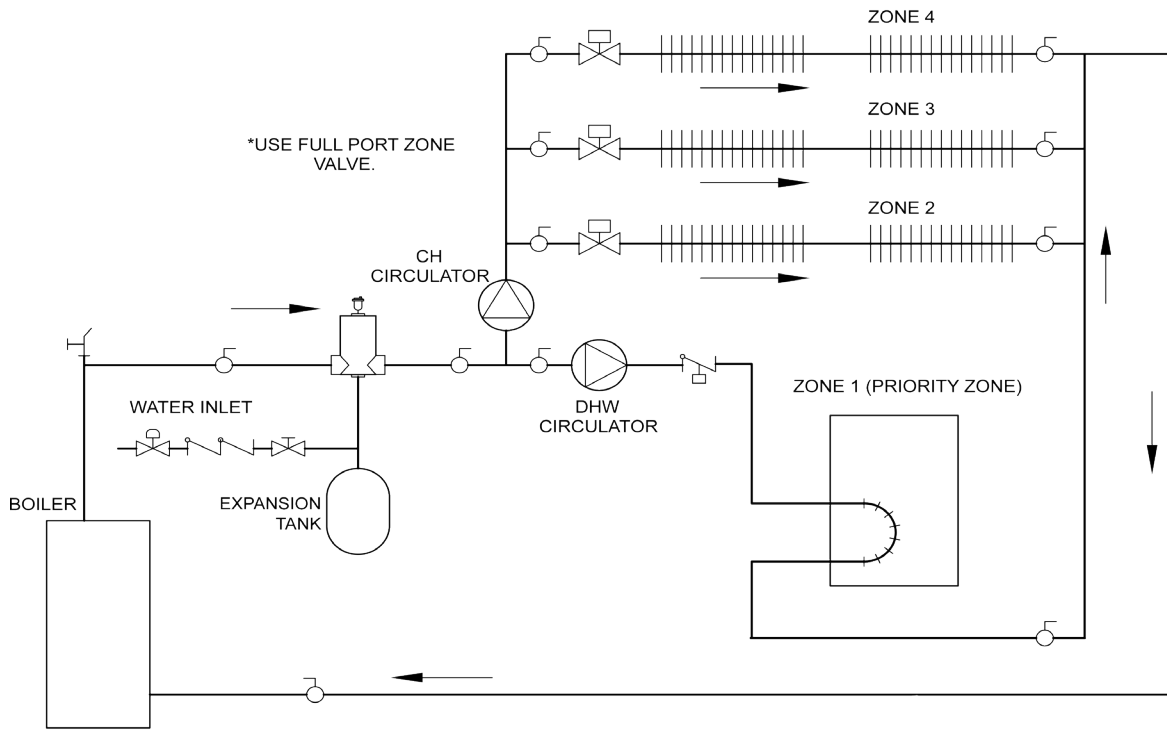 ZONE 4
ZONE 3
*USE FULL PORT ZONE
VALVE.
ZONE 2
CH
CIRCULATOR
ZONE 1 (PRIORITY ZONE)
WATER INLET
DHW
CIRCULATOR
BOILER
EXPANSION
TANK